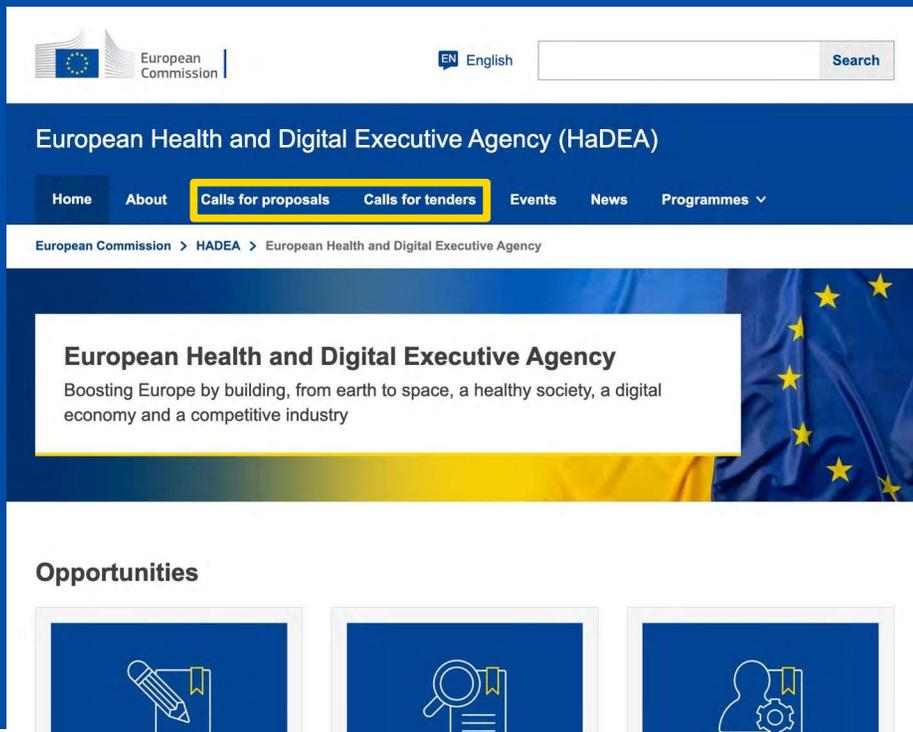 European
Commission
EN English
Search
European Health and Digital Executive Agency (HaDEA)
Home About Calls for proposals Calls for tenders Events News Programmes
European Commission > HADEA > European Health and Digital Executive Agency
European Health and Digital Executive Agency
Boosting Europe by building, from earth to space, a healthy society, a digital
economy and a competitive industry
Opportunities